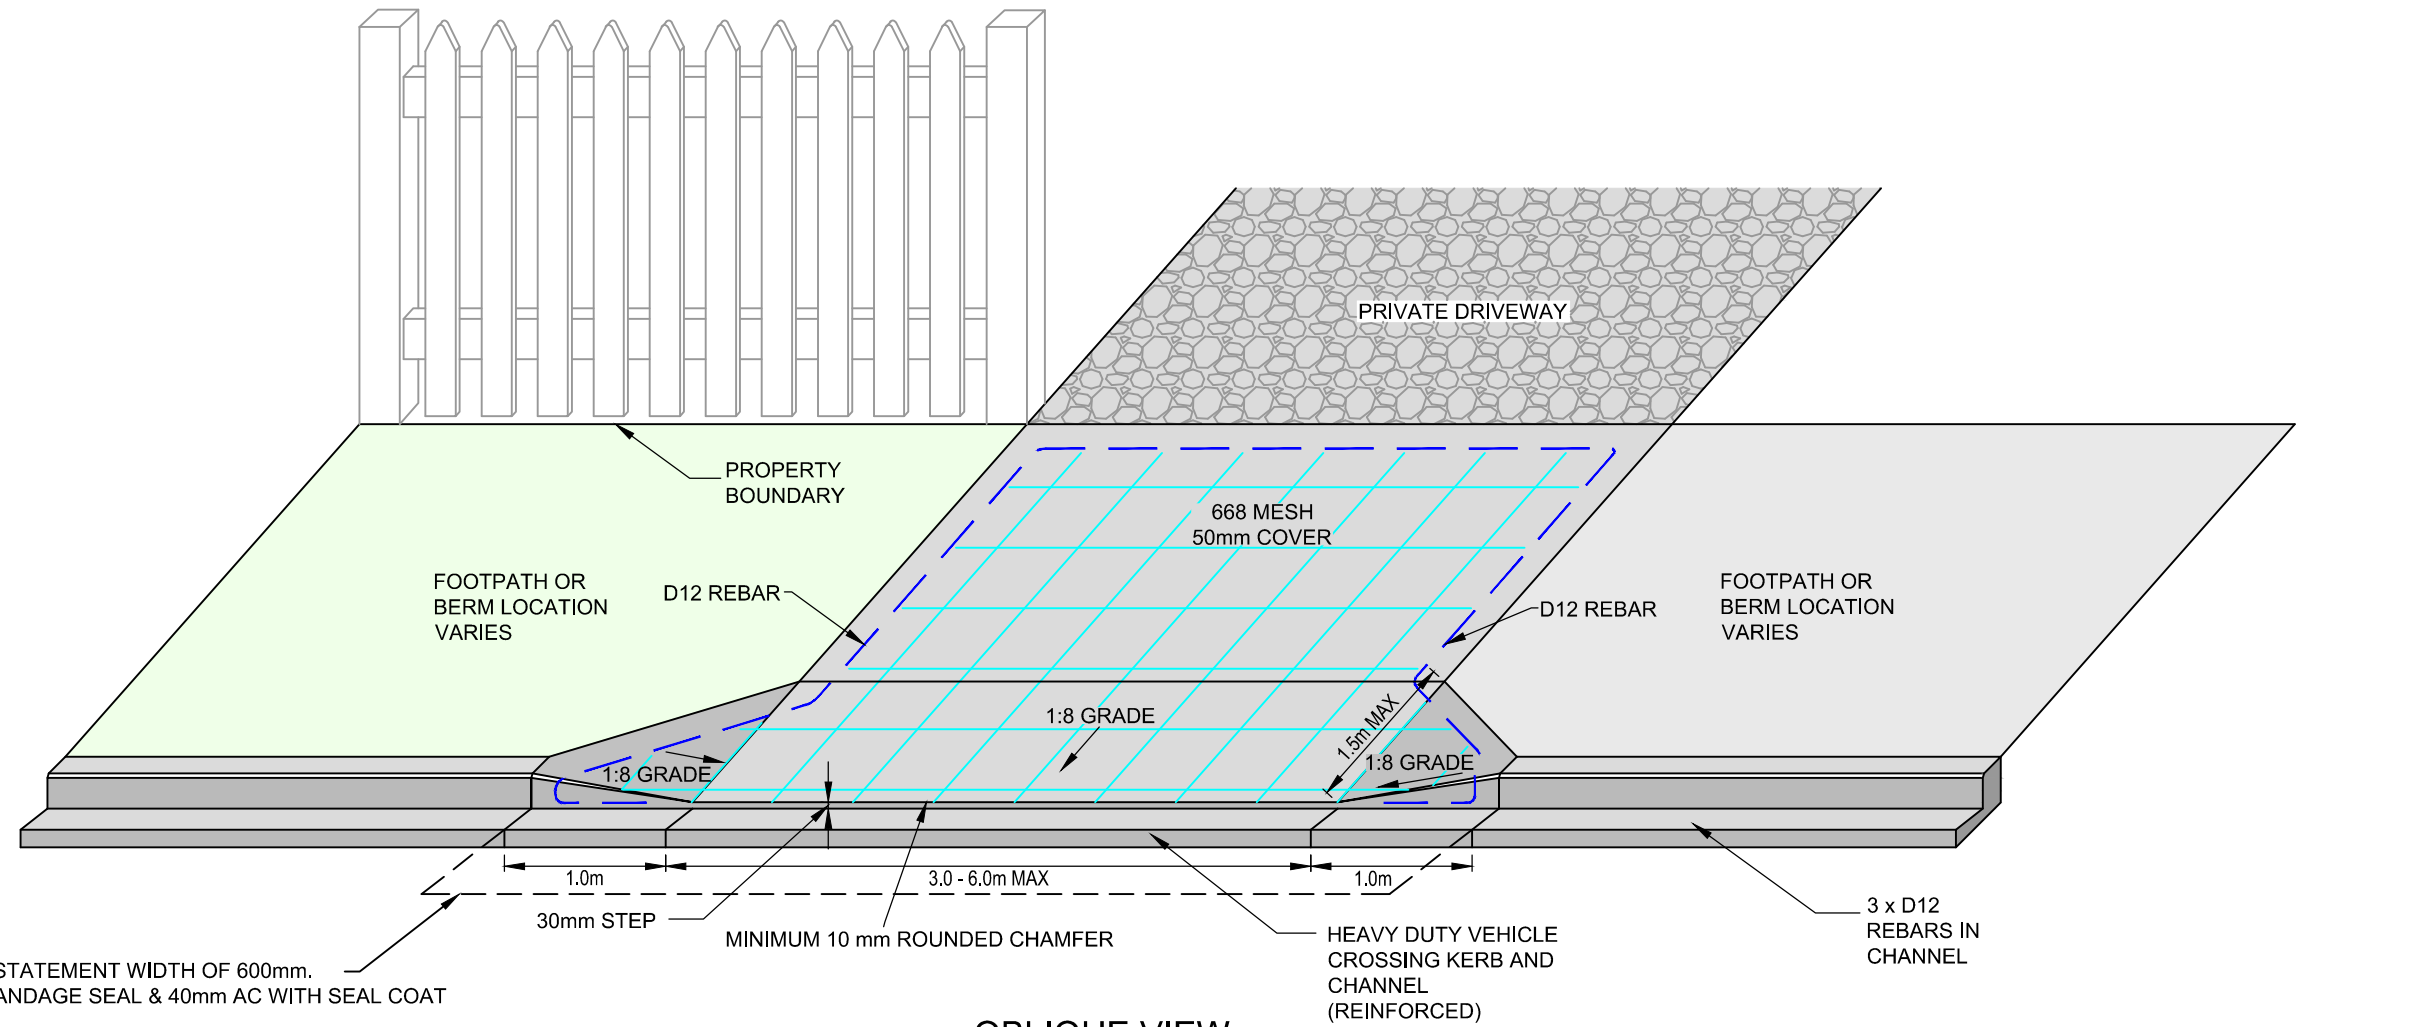 PRIVATE DRIVEWAY
PROPERTY
BOUNDARY
668 MESH
50mm COVER
FOOTPATH OR
BERM LOCATION
VARIES
D12 REBAR
D12 REBAR
FOOTPATH OR
BERM LOCATION
VARIES
1:8 GRADE
1.5m MAX
1:8 GRADE
1:8 GRADE
1.0m
3.0 - 6.0m MAX
1.0m
30mm STEP
MINIMUM 10 mm ROUNDED CHAMFER
HEAVY DUTY VEHICLE
CROSSING KERB AND
CHANNEL
(REINFORCED)
3 x D12
REBARS IN
CHANNEL
STATEMENT WIDTH OF 600mm.
ANDAGE SEAL & 40mm AC WITH SEAL COAT
OBLIQUE VIEW